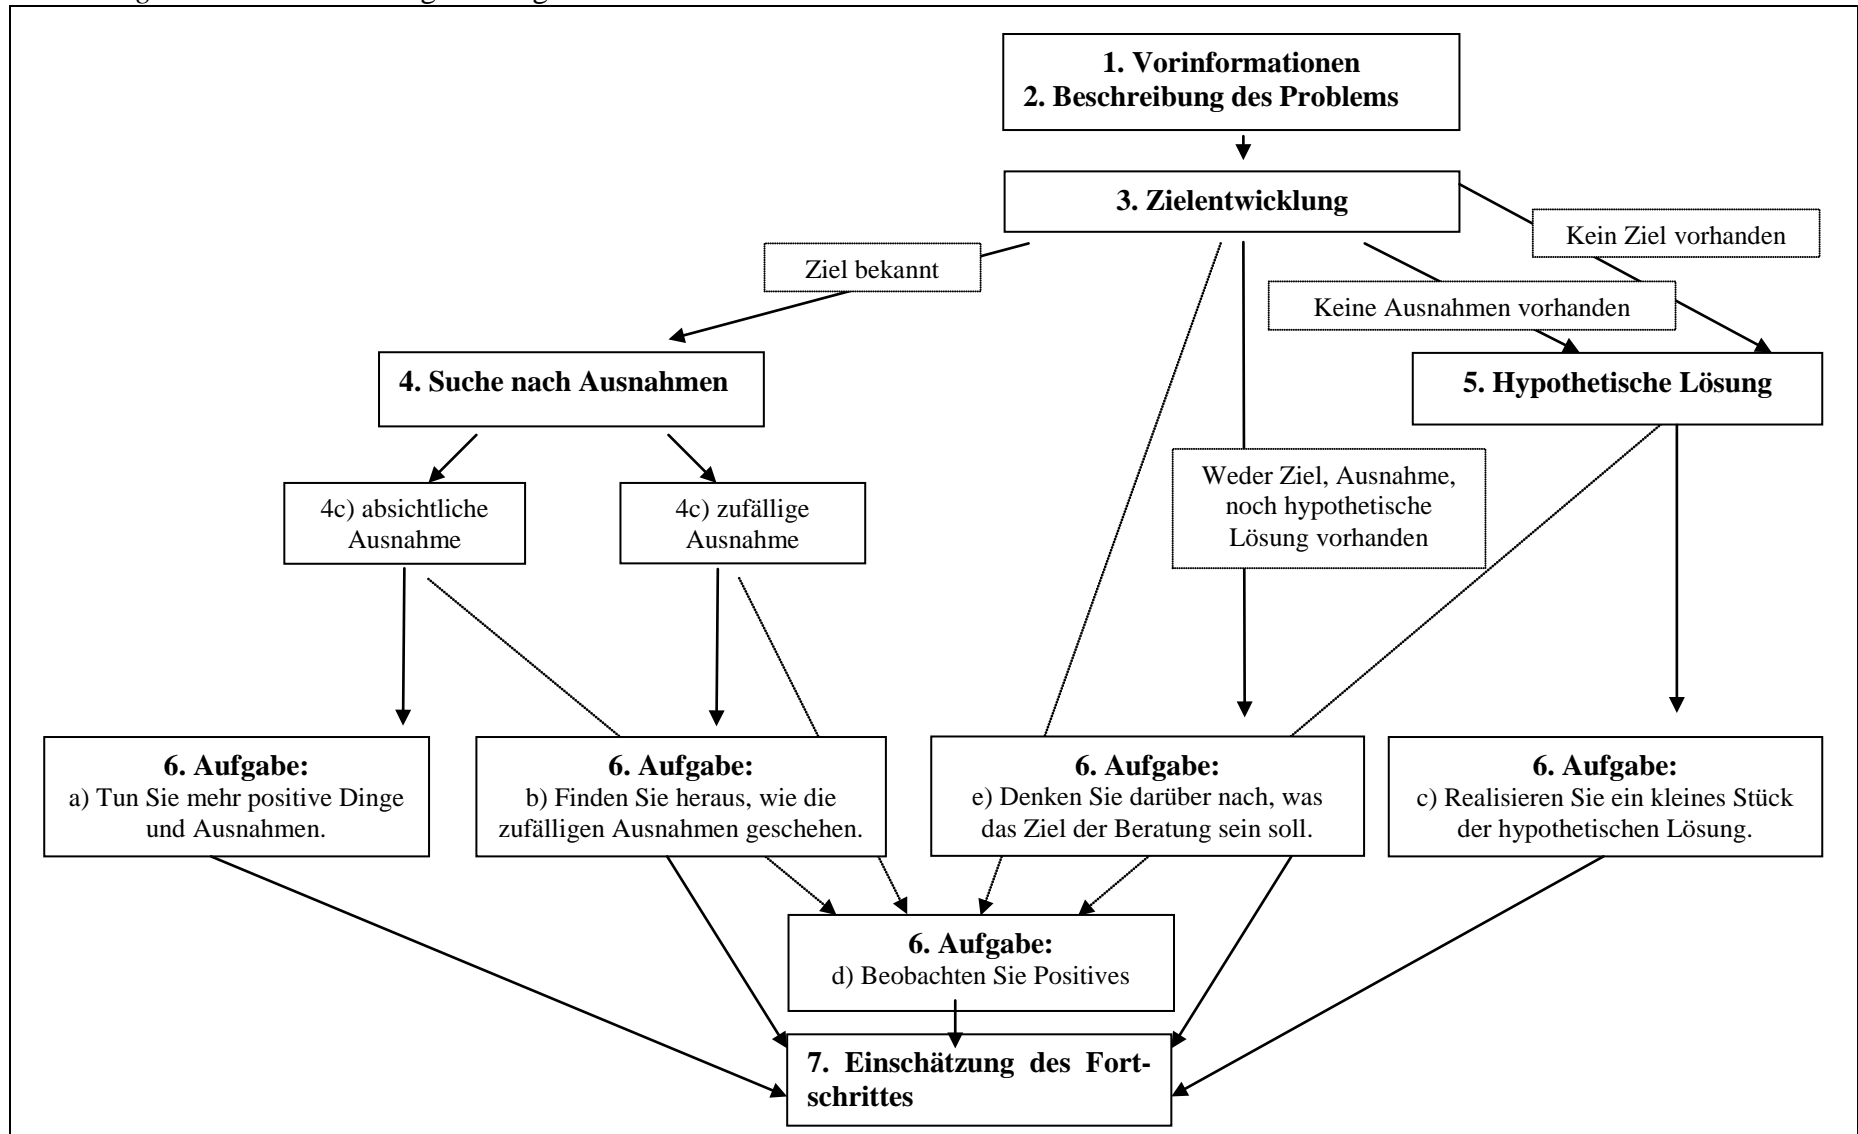 1. Vorinformationen
2. Beschreibung des Problems
3. Zielentwicklung
Kein Ziel vorhanden
Ziel bekannt
Keine Ausnahmen vorhanden
4. Suche nach Ausnahmen
5. Hypothetische Lösung
4c) absichtliche
Ausnahme
4c) zufällige
Ausnahme
Weder Ziel, Ausnahme,
noch hypothetische
Lösung vorhanden
6. Aufgabe:
a) Tun Sie mehr positive Dinge
und Ausnahmen.
6. Aufgabe:
b) Finden Sie heraus, wie die
zufälligen Ausnahmen geschehen.
6. Aufgabe:
e) Denken Sie darüber nach, was
das Ziel der Beratung sein soll.
6. Aufgabe:
c) Realisieren Sie ein kleines Stück
der hypothetischen Lösung.
6. Aufgabe:
d) Beobachten Sie Positives
7. Einschätzung des Fort-
schrittes